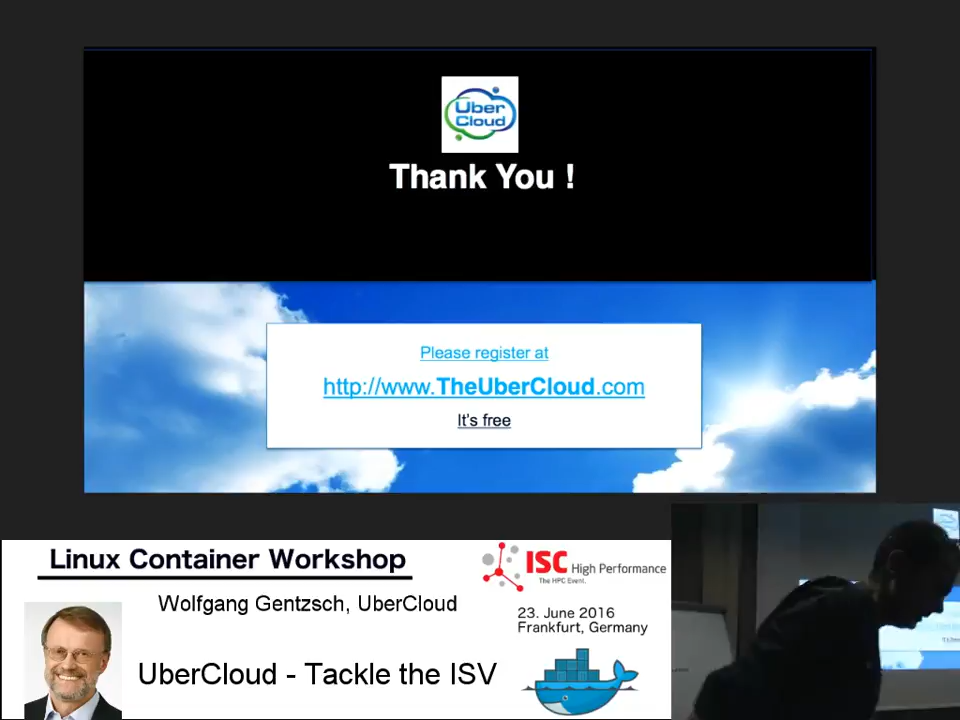 Uber
Cloud
Thank You !
Please register at
http://www.TheUberCloud.com
It's free
Linux Container Workshop
Wolfgang Gentzsch, UberCloud
UberCloud - Tackle the ISV
ISC High Performance
The HPC Event.
23. June 2016
Frankfurt, Germany